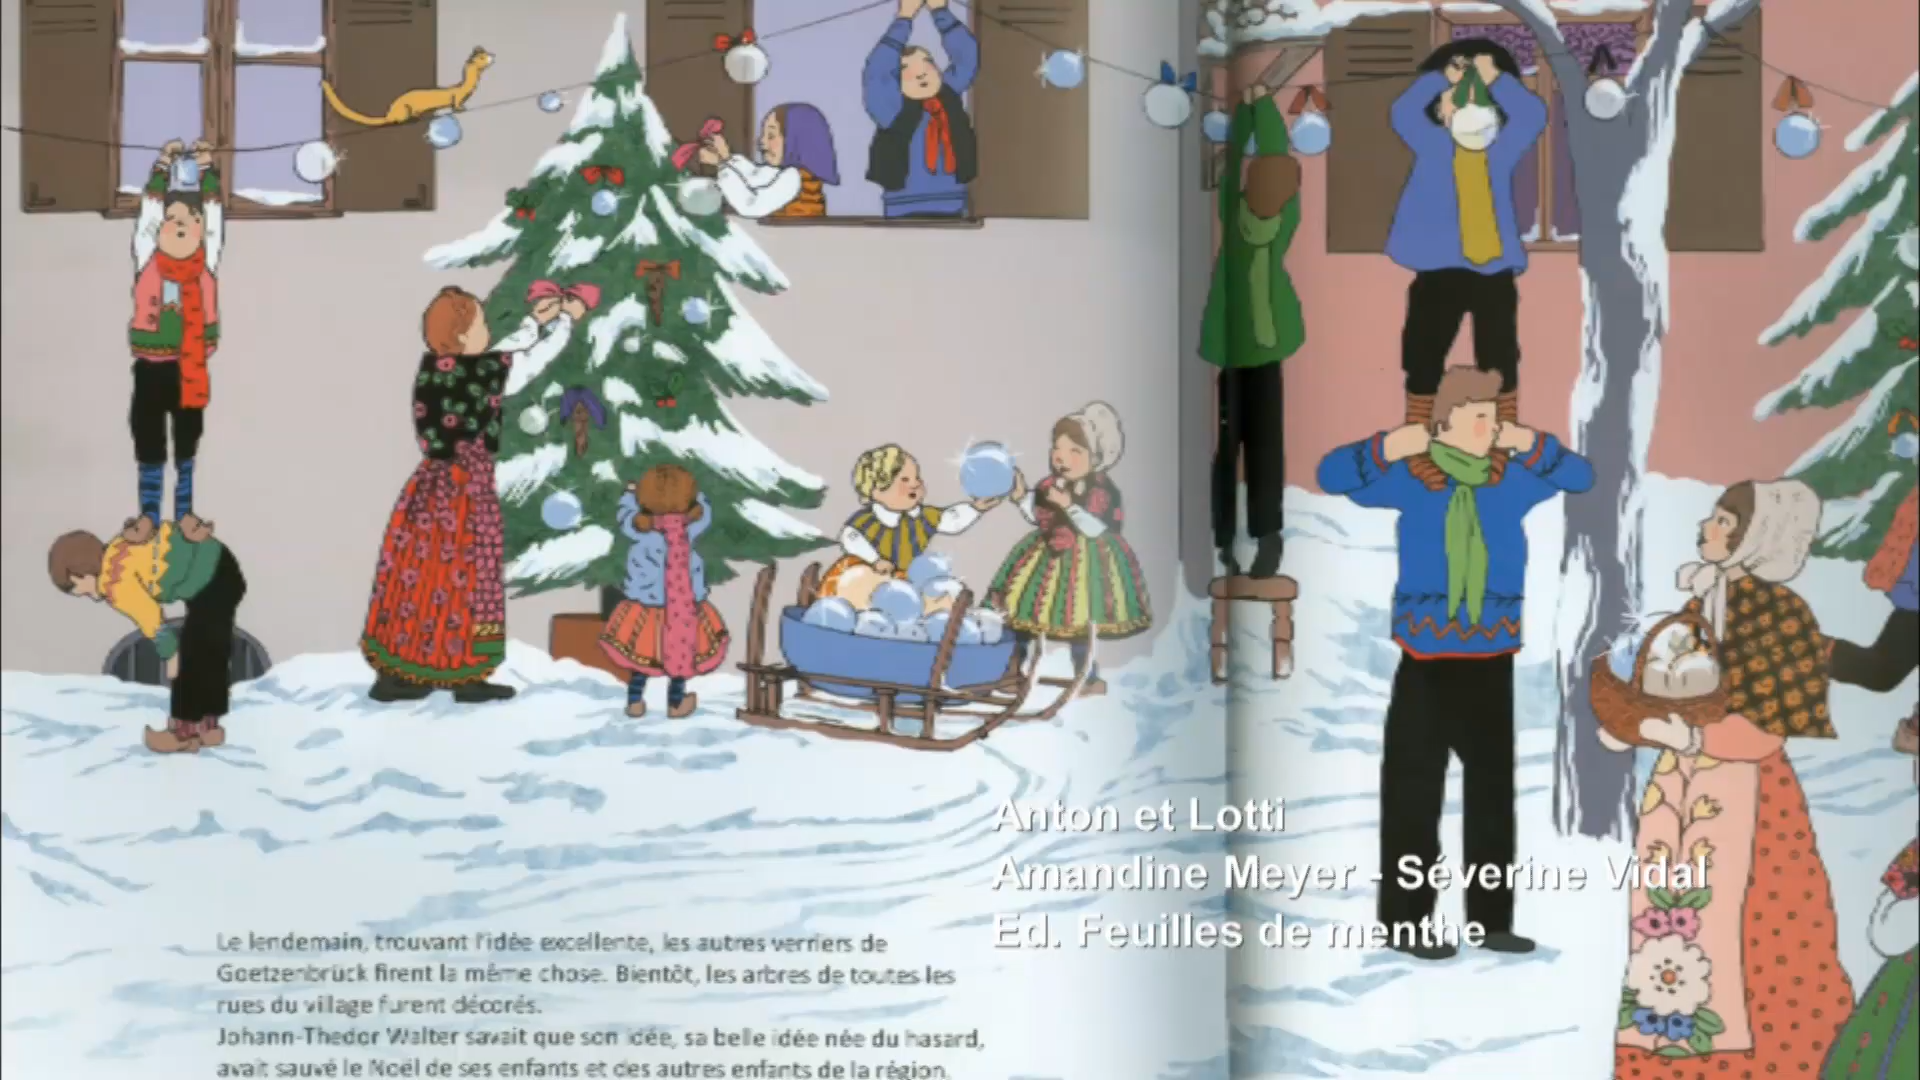 Le lendemain, trouvant l'idée excellente, les autres verriers de
Goetzenbrück firent la même chose. Bientôt, les arbres de toutes les
rues du village furent décorés.
Johann-Thedor Walter savait que son idée, sa belle idée née du hasard,
avait sauvé le Noël de ses enfants et des autres enfants de la région.
Anton et Lotti
Amandine Meyer - Séverine Vidal
Ed. Feuilles de menthe